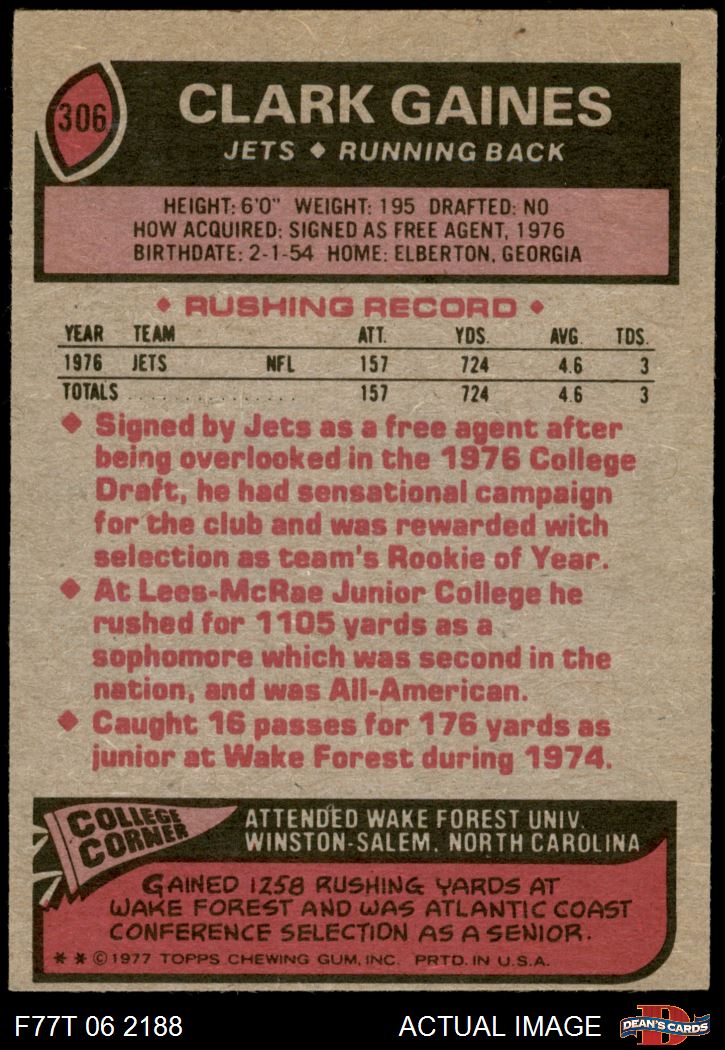 306
CLARK GAINES
JETS ♦ RUNNING BACK
HEIGHT: 6'0" WEIGHT: 195 DRAFTED: NO
HOW ACQUIRED: SIGNED AS FREE AGENT, 1976
BIRTHDATE: 2-1-54 HOME: ELBERTON, GEORGIA
♦ RUSHING RECORD ♦
YEAR TEAM ATT. YDS. AVG. TDS.
1976 JETS NFL 157 724 4.6 3
TOTALS . . . . . . . . . . . . . 157 724 4.6 3
♦ Signed by Jets as a free agent after
being overlooked in the 1976 College
Draft, he had sensational campaign
for the club and was rewarded with
selection as team's Rookie of Year.
♦ At Lees-McRae Junior College he
rushed for 1105 yards as a
sophomore which was second in the
nation, and was All-American.
♦ Caught 16 passes for 176 yards as
junior at Wake Forest during 1974.
COLLEGE
CORNER
ATTENDED WAKE FOREST UNIV.
WINSTON-SALEM, NORTH CAROLINA
GAINED 1258 RUSHING YARDS AT
WAKE FOREST AND WAS ATLANTIC COAST
CONFERENCE SELECTION AS A SENIOR.
* * © 1977 TOPPS CHEWING GUM, INC. PRTD. IN U.S.A.
F77T 06 2188 ACTUAL IMAGE D DEAN'S CARDS